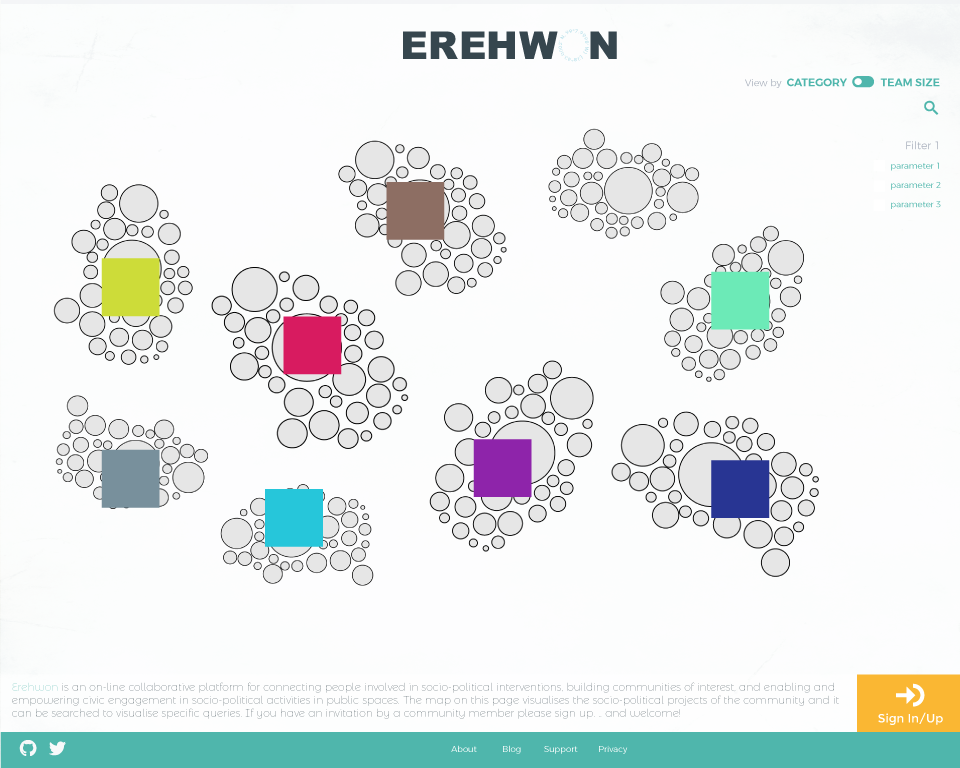 EREHWON
View by CATEGORY TEAM SIZE
Filter 1
parameter 1
parameter 2
parameter 3
Erehwon is an on-line collaborative platform for connecting people involved in socio-political interventions, building communities of interest, and enabling and
empowering civic engagement in socio-political activities in public spaces. The map on this page visualises the socio-political projects of the community and it
can be searched to visualise specific queries. If you have an invitation by a community member please sign up. . . and welcome!
Sign In/Up
About Blog Support Privacy